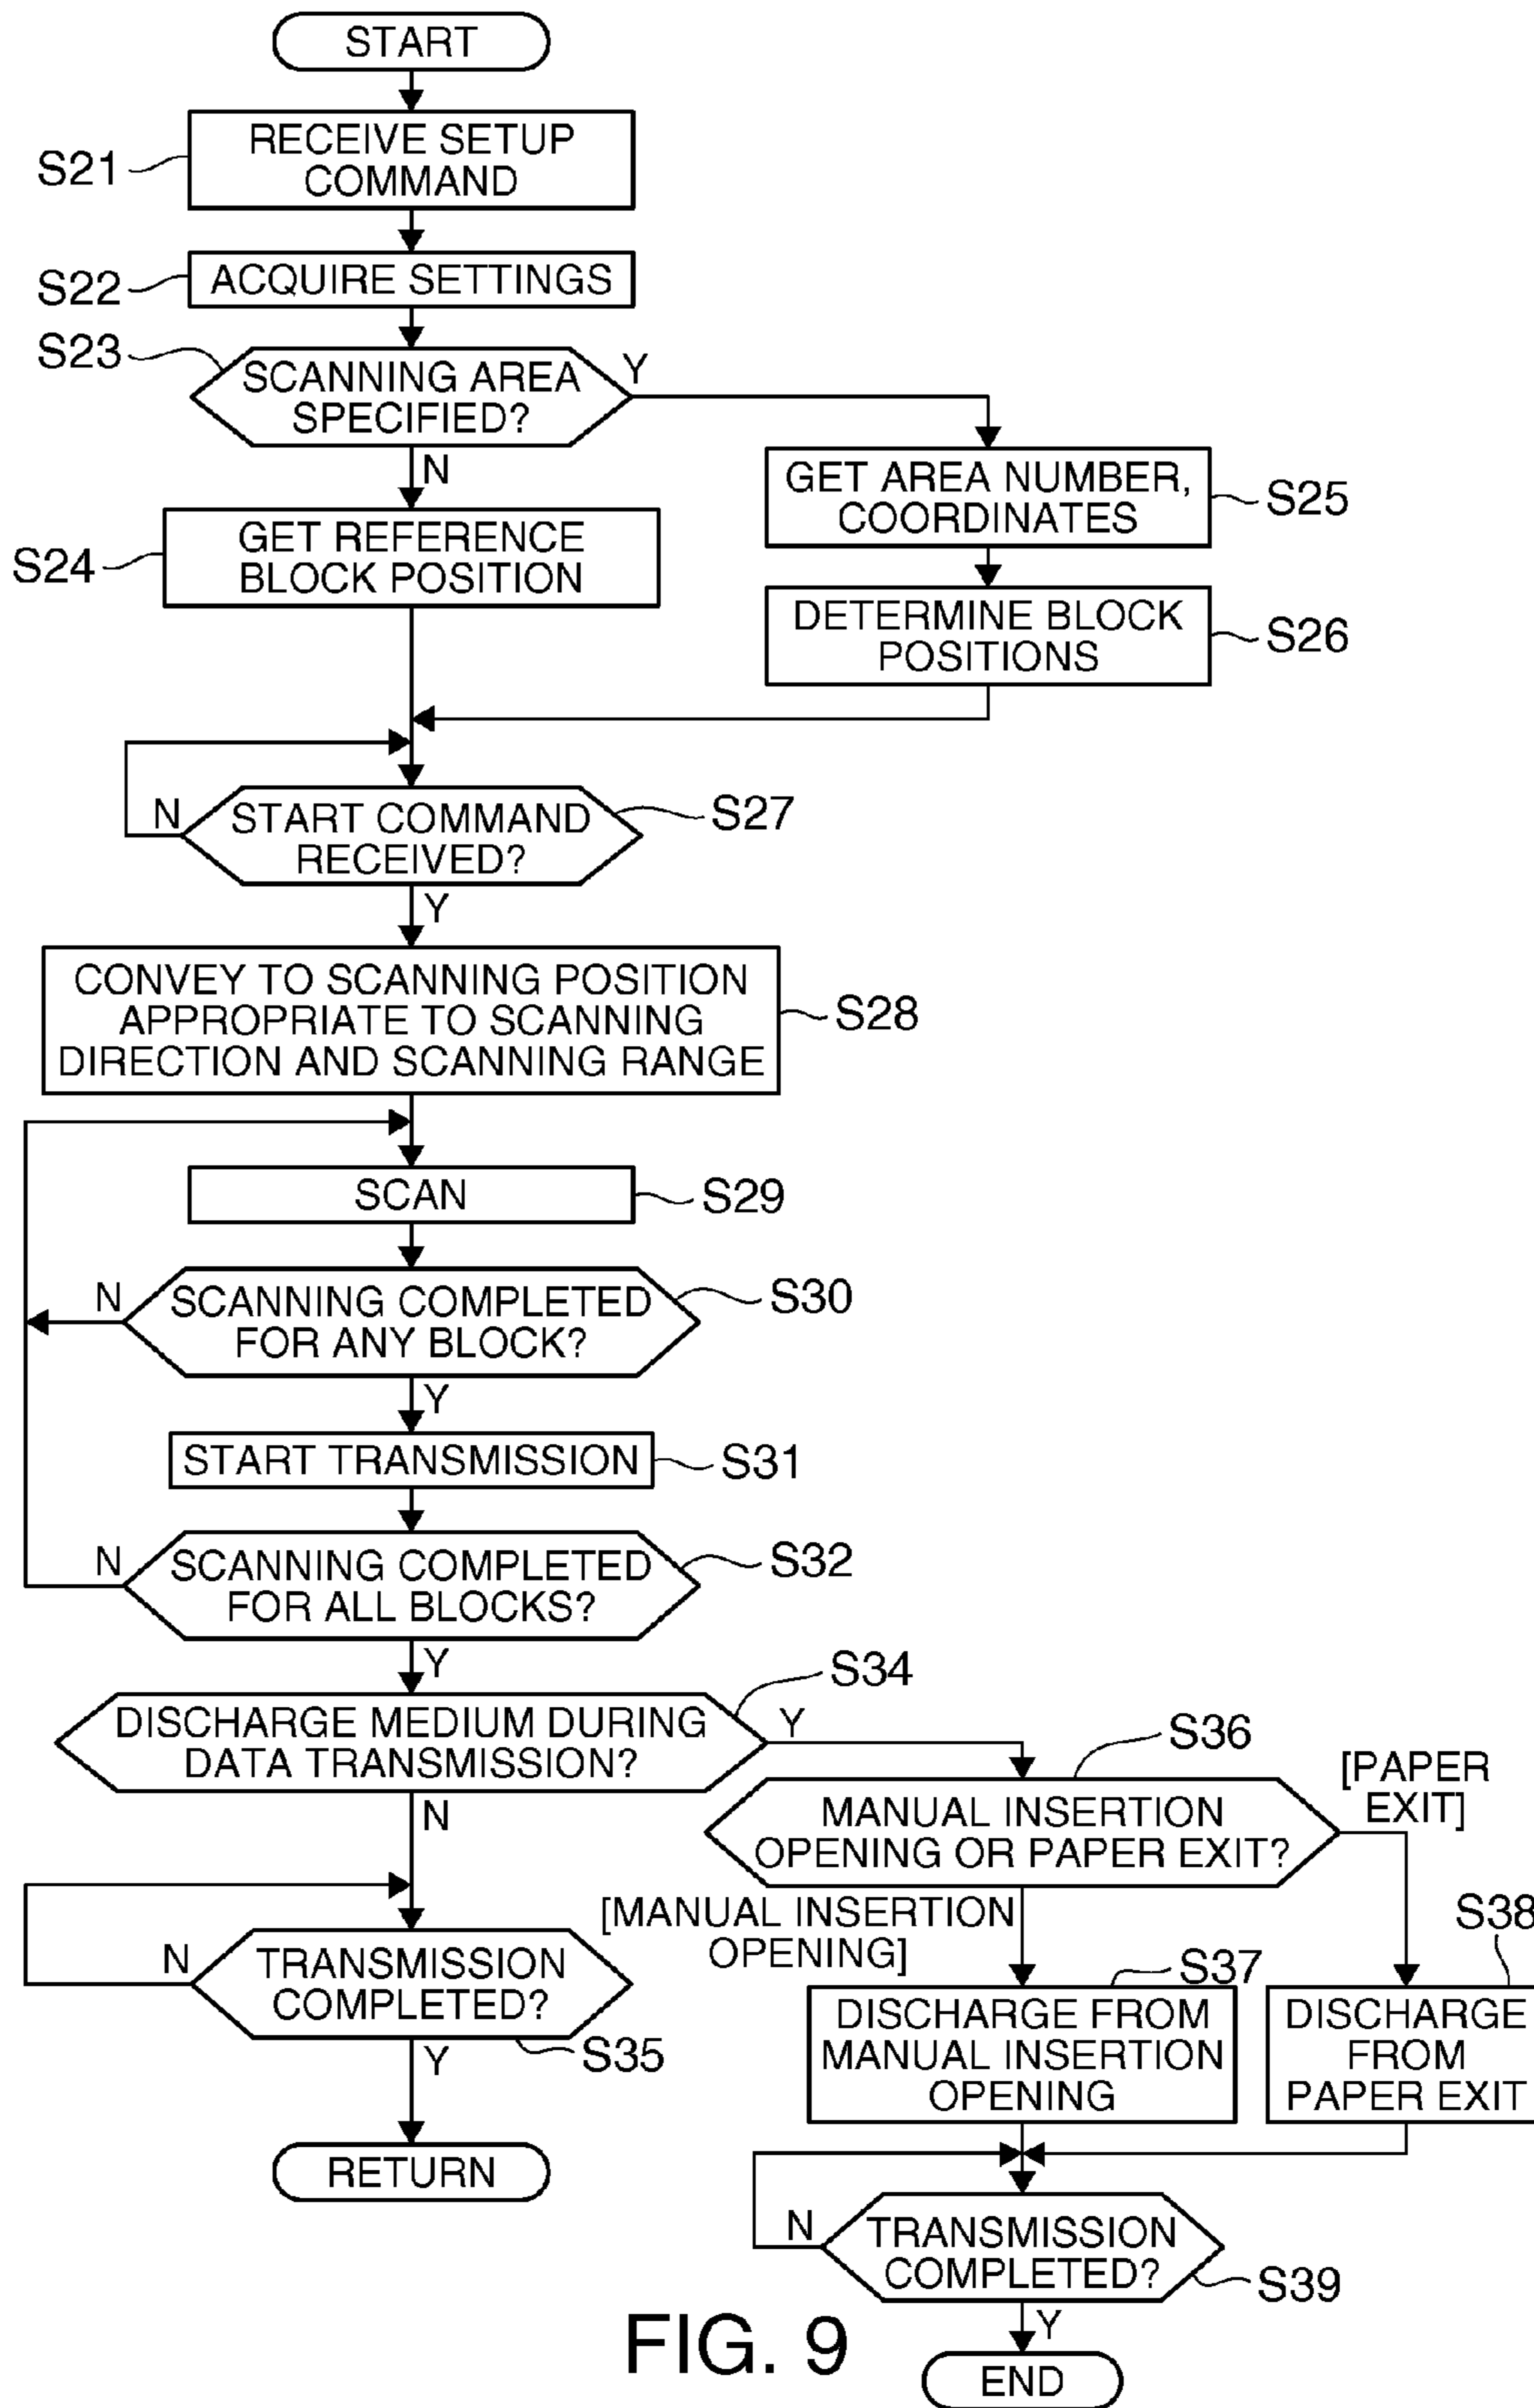 START
S21
RECEIVE SETUP
COMMAND
S22
ACQUIRE SETTINGS
S23
SCANNING AREA
SPECIFIED?
Y
N
S24
GET REFERENCE
BLOCK POSITION
GET AREA NUMBER,
COORDINATES
S25
DETERMINE BLOCK
POSITIONS
S26
N
START COMMAND
RECEIVED?
S27
Y
CONVEY TO SCANNING POSITION
APPROPRIATE TO SCANNING
DIRECTION AND SCANNING RANGE
S28
SCAN
S29
N
SCANNING COMPLETED
FOR ANY BLOCK?
S30
Y
START TRANSMISSION
S31
N
SCANNING COMPLETED
FOR ALL BLOCKS?
S32
Y
S34
DISCHARGE MEDIUM DURING
DATA TRANSMISSION?
Y
N
S36
MANUAL INSERTION
OPENING OR PAPER EXIT?
[PAPER
EXIT]
[MANUAL INSERTION
OPENING]
N
TRANSMISSION
COMPLETED?
S35
Y
RETURN
S37
DISCHARGE FROM
MANUAL INSERTION
OPENING
S38
DISCHARGE
FROM
PAPER EXIT
N
TRANSMISSION
COMPLETED?
S39
Y
END
FIG. 9